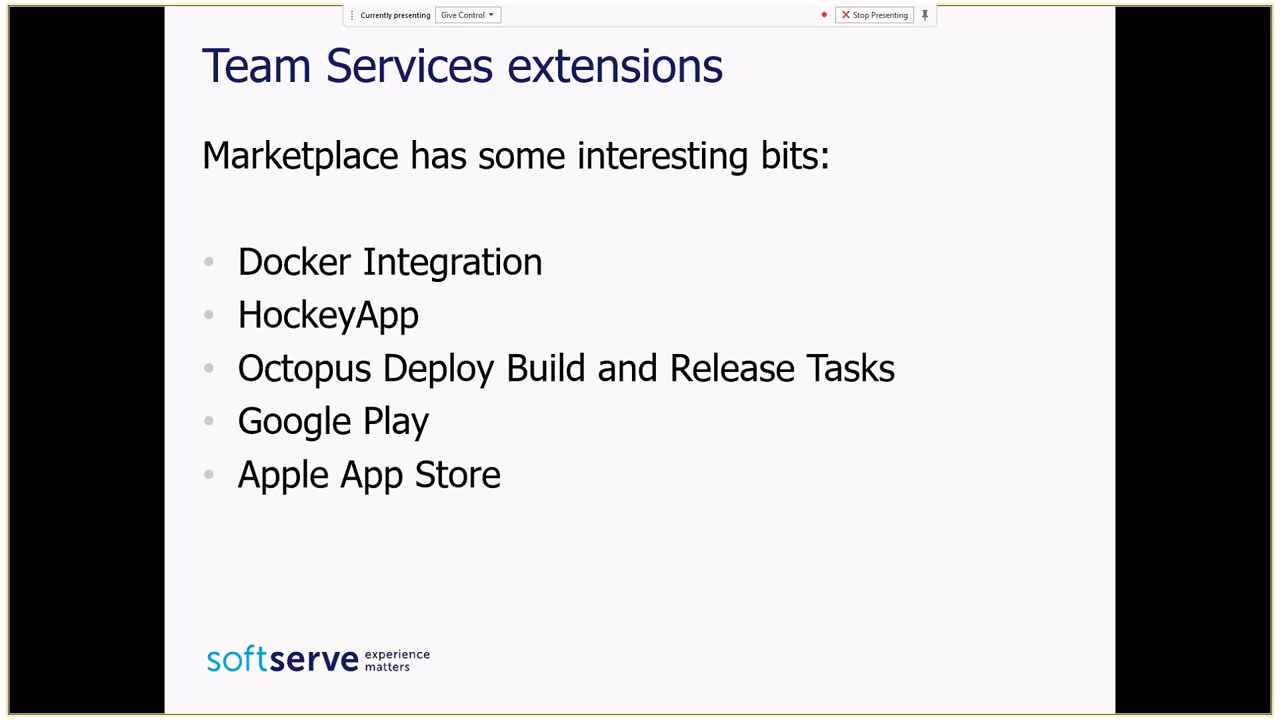 Currently presenting Give Control Stop Presenting
Team Services extensions
Marketplace has some interesting bits:
• Docker Integration
• HockeyApp
• Octopus Deploy Build and Release Tasks
• Google Play
• Apple App Store
softserve experience
matters